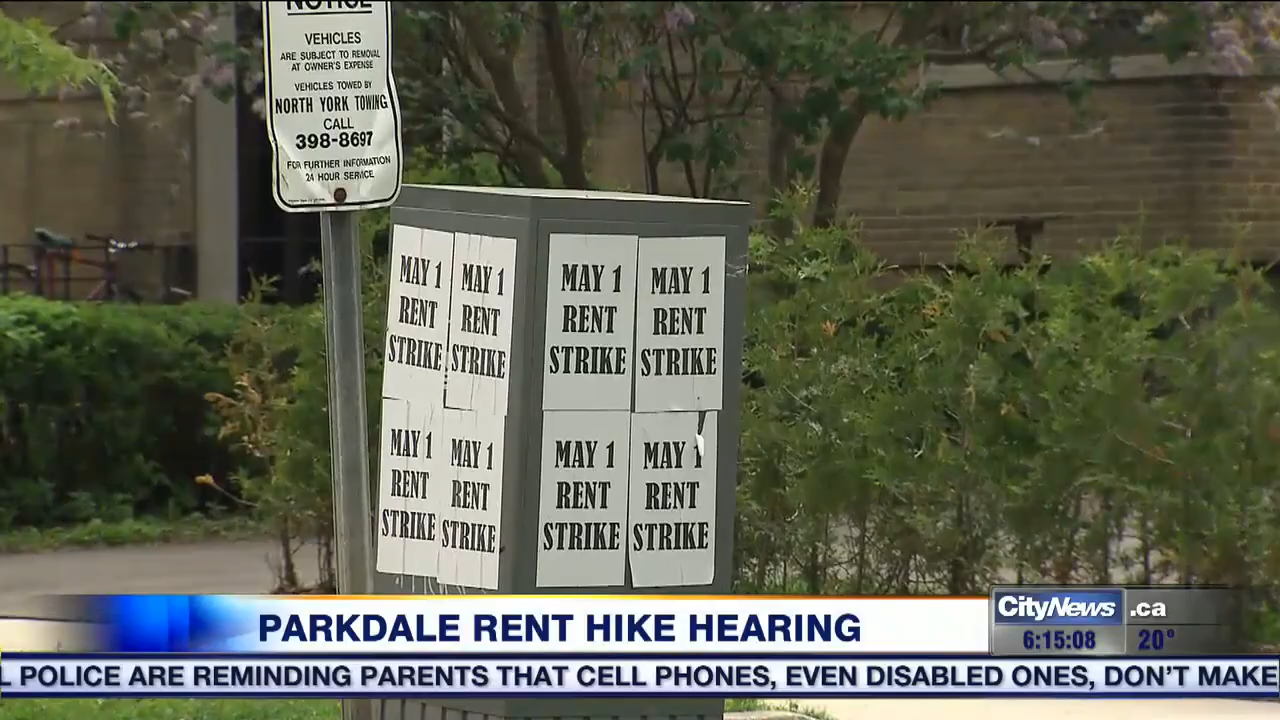 NOTICE
VEHICLES
ARE SUBJECT TO REMOVAL
AT OWNER'S EXPENSE
VEHICLES TOWED BY
NORTH YORK TOWING
CALL
398-8697
FOR FURTHER INFORMATION
24 HOUR SERVICE
MAY 1
RENT
STRIKE
MAY 1
RENT
STRIKE
MAY 1
RENT
STRIKE
MAY 1
RENT
STRIKE
MAY 1
RENT
STRIKE
MAY 1
RENT
STRIKE
MAY 1
RENT
STRIKE
MAY 1
RENT
STRIKE
PARKDALE RENT HIKE HEARING
CityNews .ca
6:15:08 20°
POLICE ARE REMINDING PARENTS THAT CELL PHONES, EVEN DISABLED ONES, DON'T MAKE